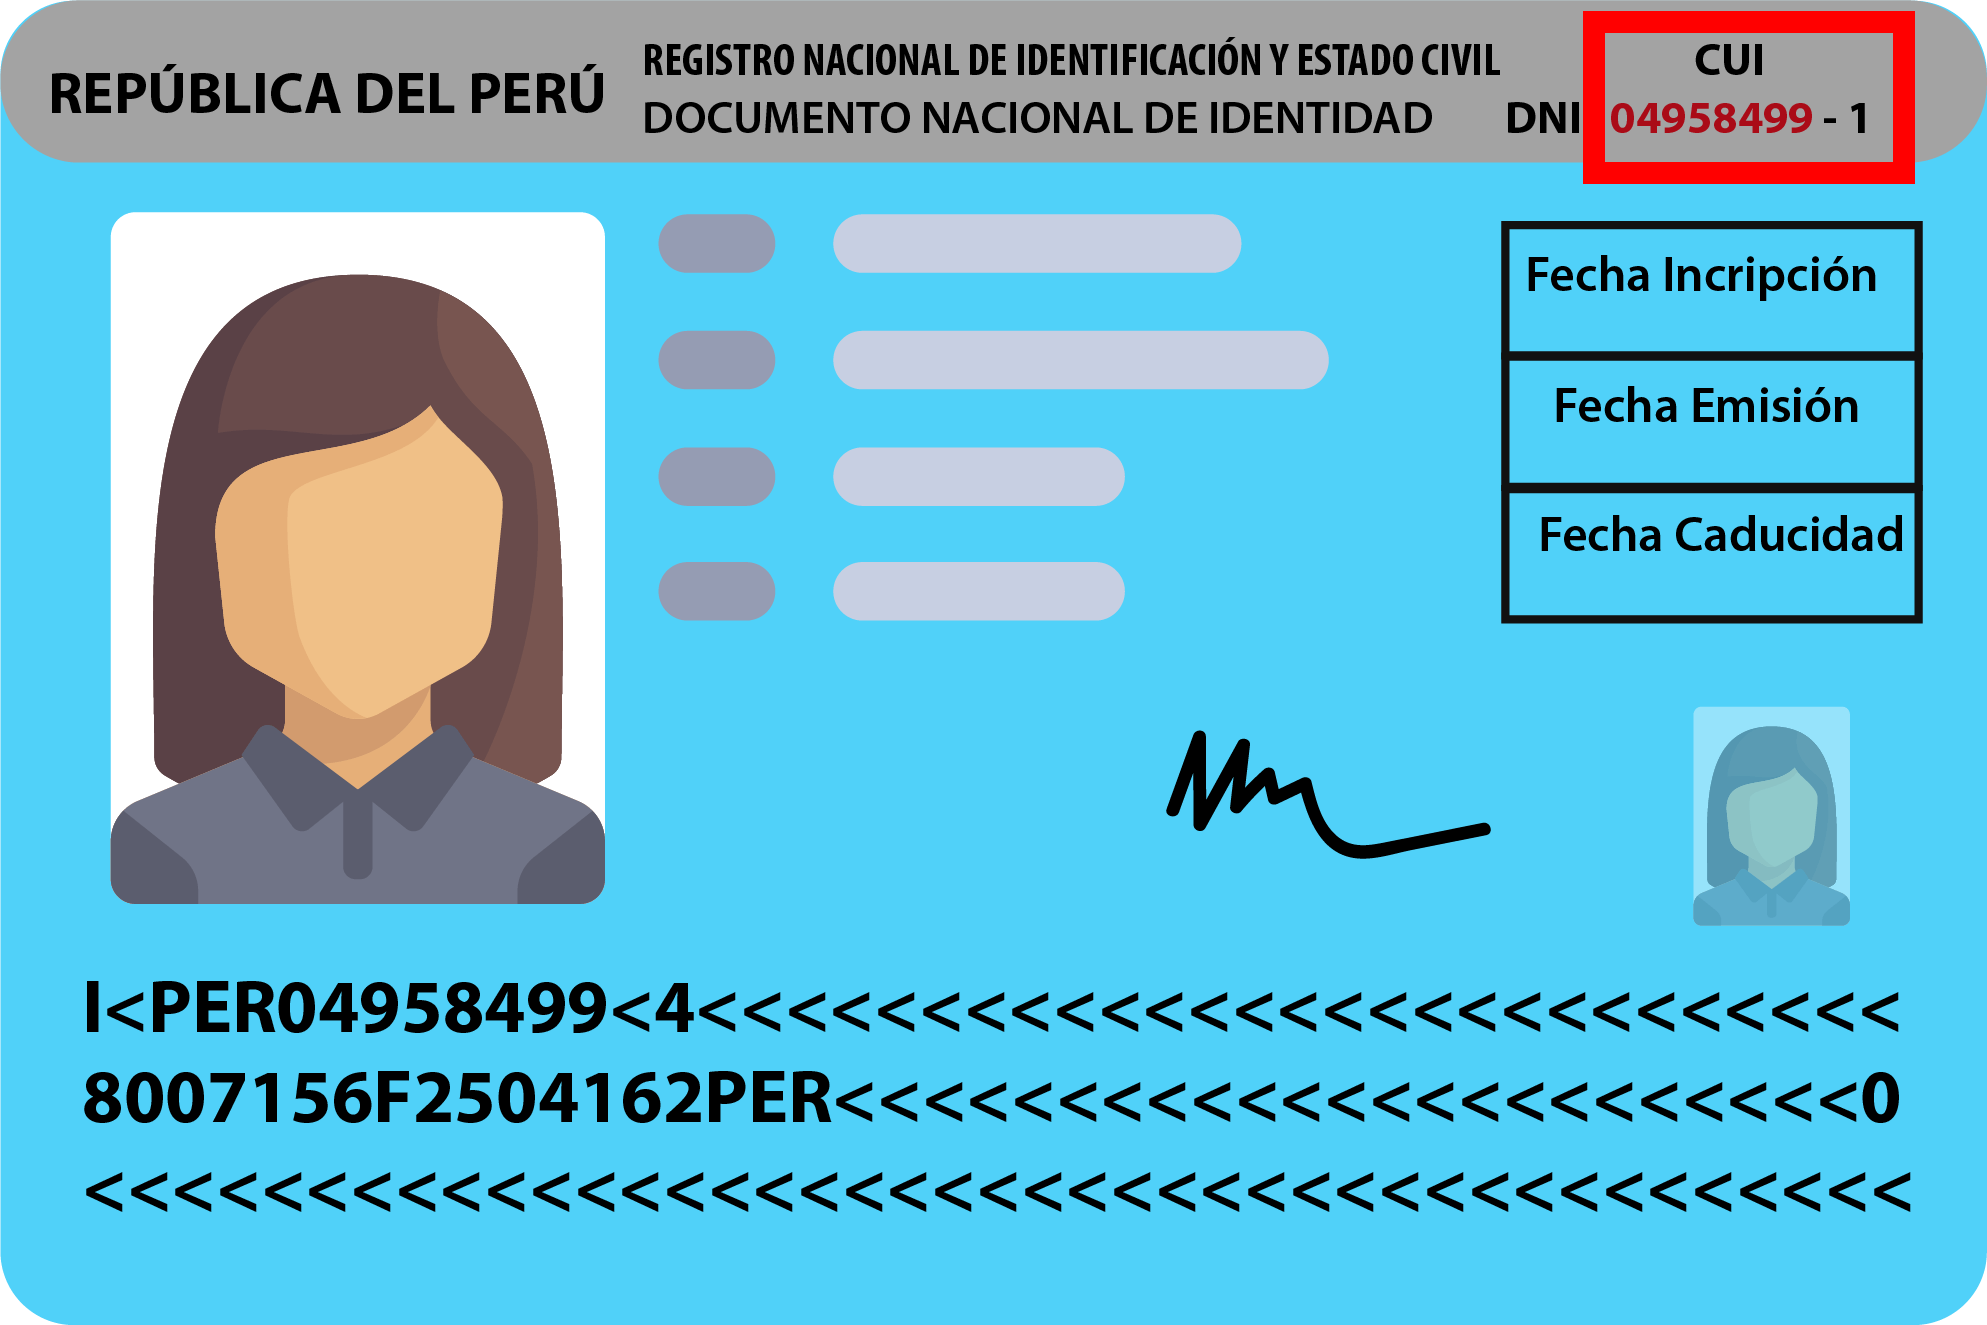 REPÚBLICA DEL PERÚ
REGISTRO NACIONAL DE IDENTIFICACIÓN Y ESTADO CIVIL
DOCUMENTO NACIONAL DE IDENTIDAD
CUI
DNI 04958499 - 1
Fecha Incripción
Fecha Emisión
Fecha Caducidad
I<PER04958499<4<<<<<<<<<<<<<<<<<<<<<<<<<<<
8007156F2504162PER<<<<<<<<<<<<<<<<<<<<<<<0
<<<<<<<<<<<<<<<<<<<<<<<<<<<<<<<<<<<<<<<<<